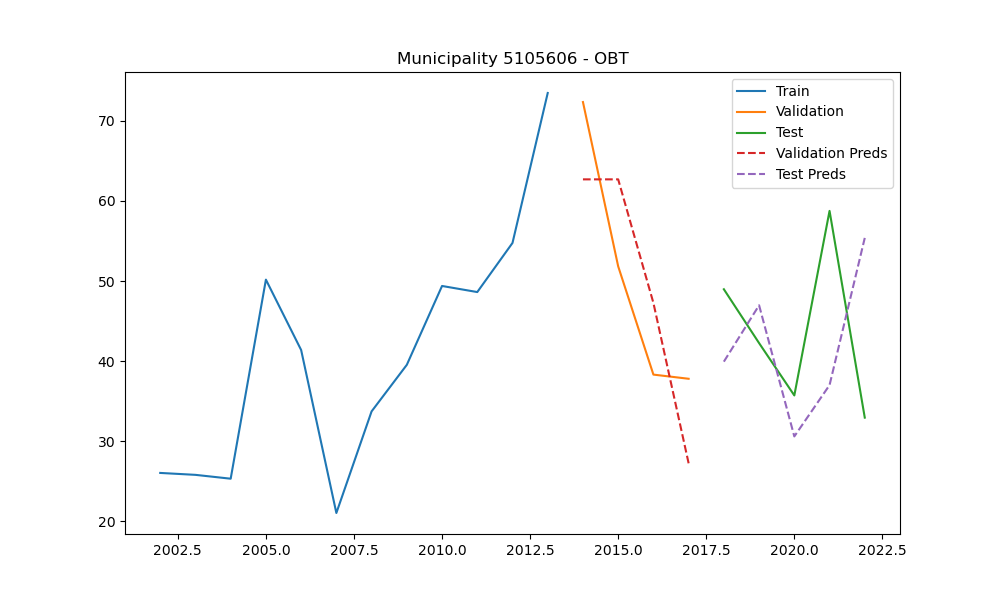 Municipality 5105606 - OBT
Train
Validation
Test
Validation Preds
Test Preds
70
60
50
40
30
20
2002.5 2005.0 2007.5 2010.0 2012.5 2015.0 2017.5 2020.0 2022.5